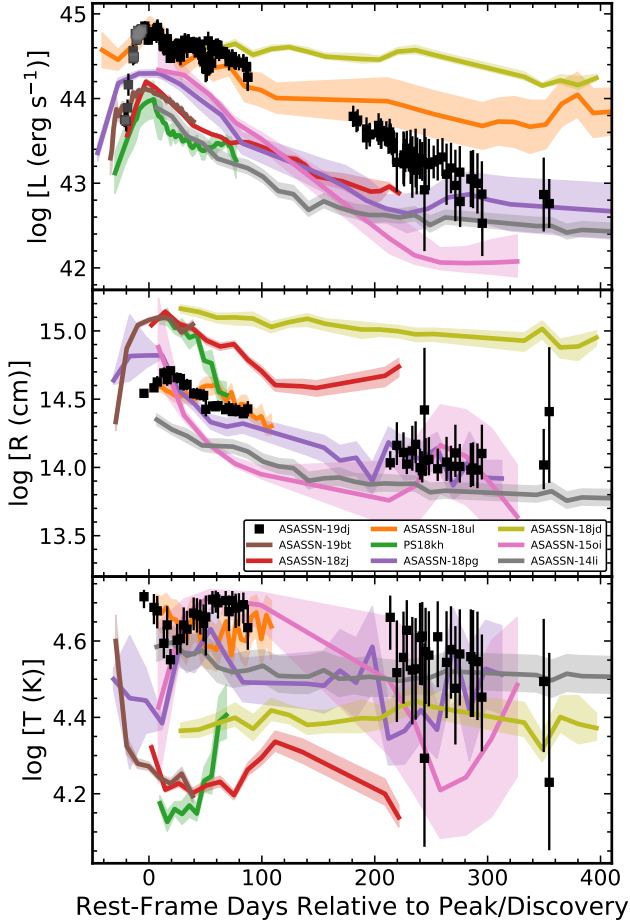 45
44
43
42
log [L (erg s⁻¹)]
15.0
14.5
14.0
13.5
log [R (cm)]
ASASSN-19dj
ASASSN-19bt
ASASSN-18zj
ASASSN-18ul
PS18kh
ASASSN-18pg
ASASSN-18jd
ASASSN-15oi
ASASSN-14li
4.6
4.4
4.2
log [T (K)]
0 100 200 300 400
Rest-Frame Days Relative to Peak/Discovery